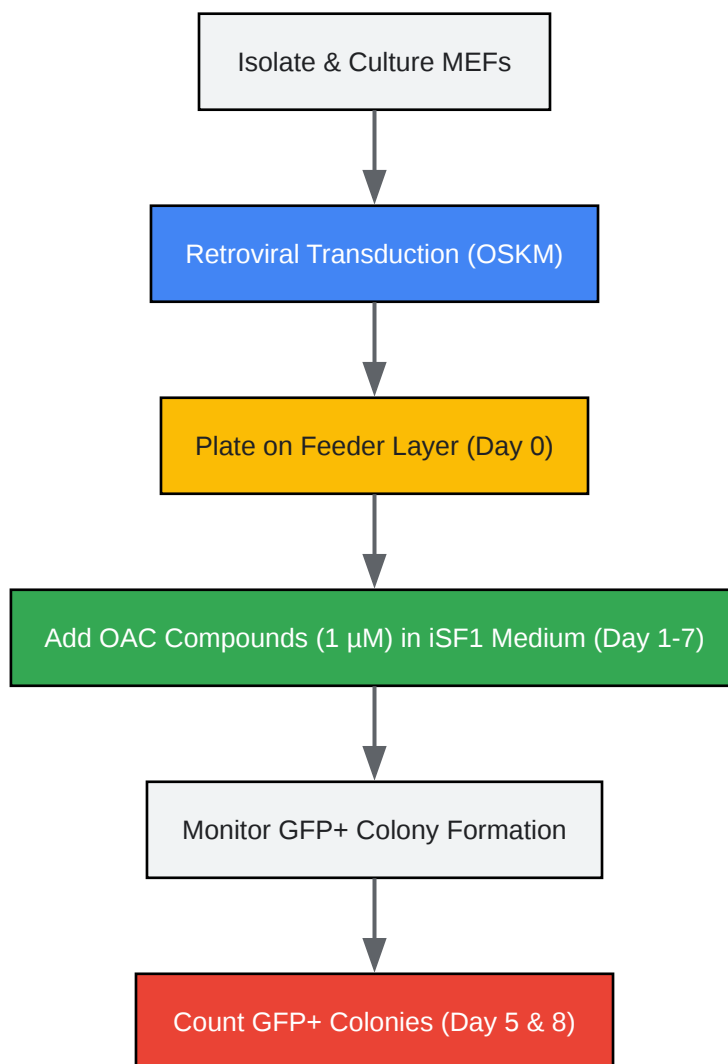 Isolate & Culture MEFs
Retroviral Transduction (OSKM)
Plate on Feeder Layer (Day 0)
Add OAC Compounds (1 µM) in iSF1 Medium (Day 1-7)
Monitor GFP+ Colony Formation
Count GFP+ Colonies (Day 5 & 8)